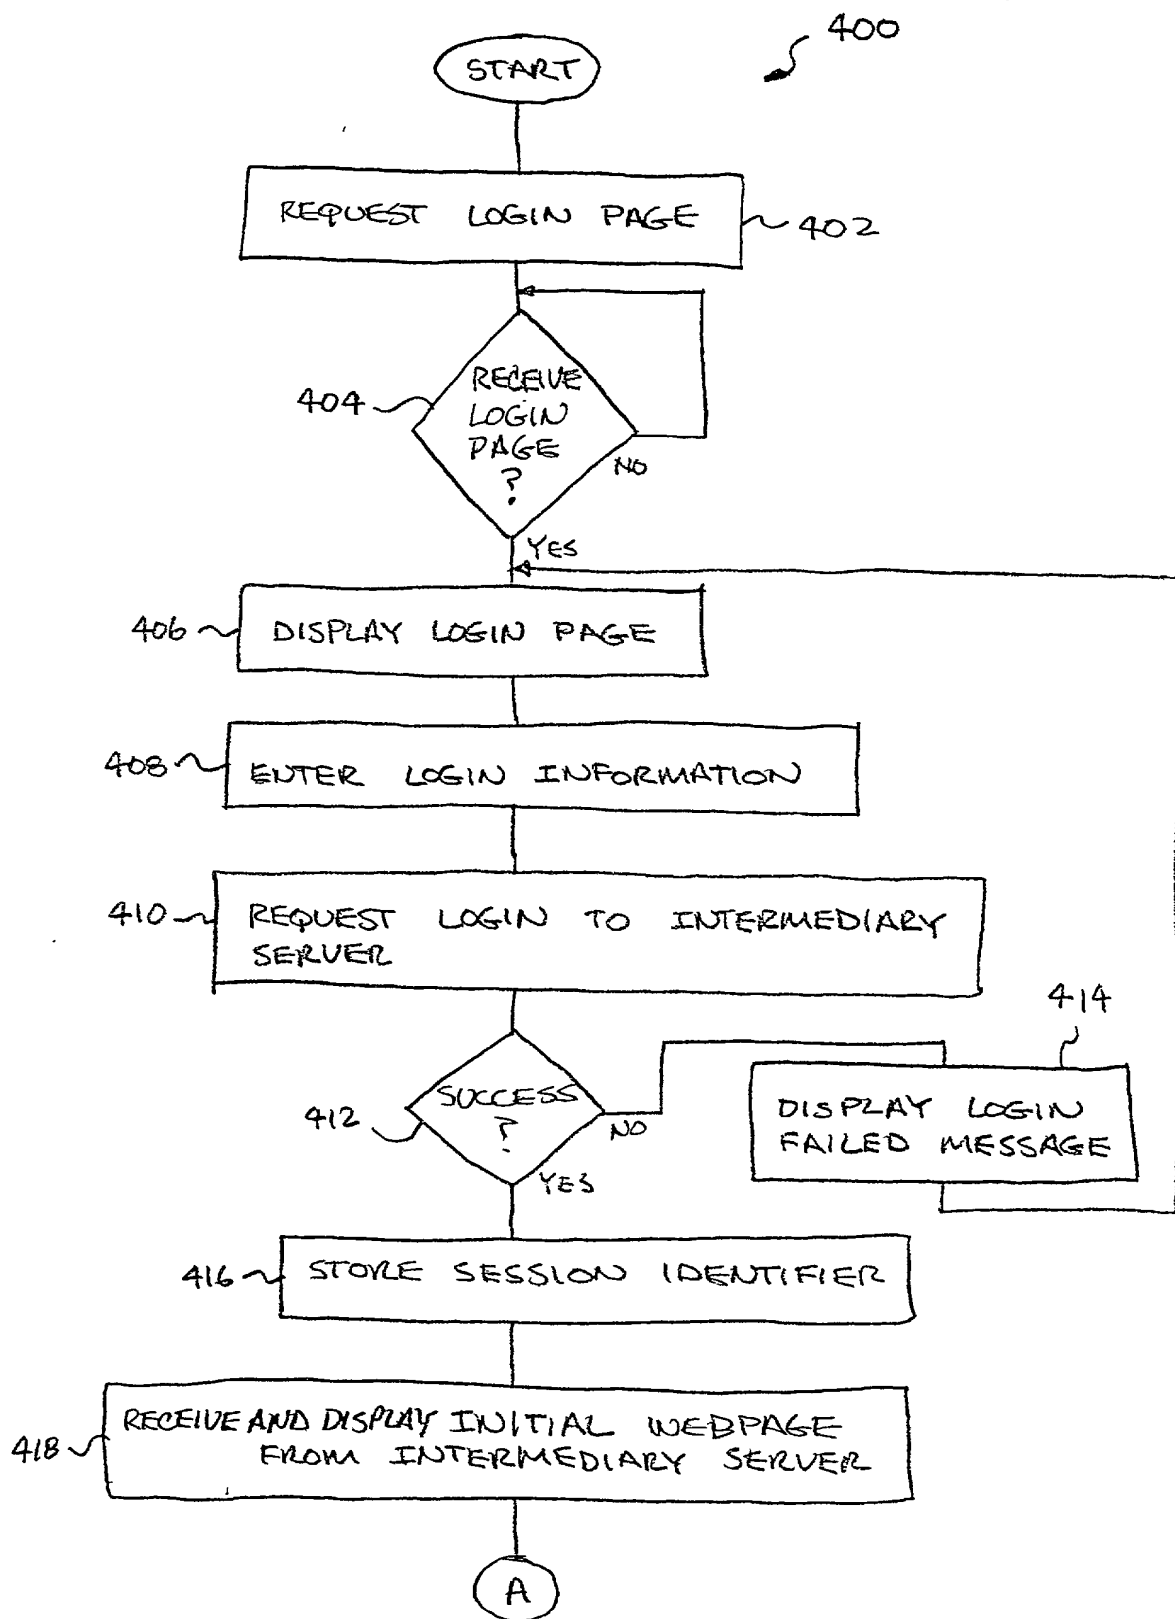 400
START
REQUEST LOGIN PAGE
402
RECEIVE
LOGIN
PAGE
?
404
NO
YES
406
DISPLAY LOGIN PAGE
408
ENTER LOGIN INFORMATION
410
REQUEST LOGIN TO INTERMEDIARY
SERVER
414
SUCCESS
?
412
NO
DISPLAY LOGIN
FAILED MESSAGE
YES
416
STORE SESSION IDENTIFIER
418
RECEIVE AND DISPLAY INITIAL WEBPAGE
FROM INTERMEDIARY SERVER
A